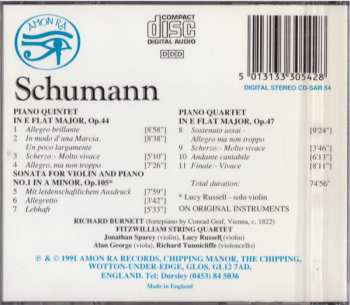 AMON RA
COMPACT
disc
DIGITAL AUDIO
DDD
5 013133 305428
DIGITAL STEREO CD-SAR 54
Schumann
PIANO QUINTET
IN E FLAT MAJOR, Op.44
1 Allegro brillante [8'58"]
2 In modo d'una Marcia.
Un poco largamente [8'38"]
3 Scherzo:- Molto vivace [5'10"]
4 Allegro ma non troppo [7'26"]
SONATA FOR VIOLIN AND PIANO
NO.1 IN A MINOR, Op.105*
5 Mit leidenschaftlichem Ausdruck [7'59"]
6 Allegretto [3'42"]
7 Lebhaft [5'33"]
PIANO QUARTET
IN E FLAT MAJOR, Op.47
8 Sostenuto assai -
Allegro ma non troppo [9'24"]
9 Scherzo:- Molto vivace [3'46"]
10 Andante cantabile [6'57"]
11 Finale:- Vivace [7'11"]
Total duration: 74'56"
* Lucy Russell - solo violin
ON ORIGINAL INSTRUMENTS
RICHARD BURNETT (fortepiano by Conrad Graf, Vienna, c. 1822)
FITZWILLIAM STRING QUARTET
Jonathan Sparey (violin), Lucy Russell (violin)
Alan George (viola), Richard Tunnicliffe (violoncello)
℗ & © 1991 AMON RA RECORDS, CHIPPING MANOR, THE CHIPPING,
WOTTON-UNDER-EDGE, GLOS. GL12 7AD,
ENGLAND. Tel: Dursley (0453) 84 5036
Made in England